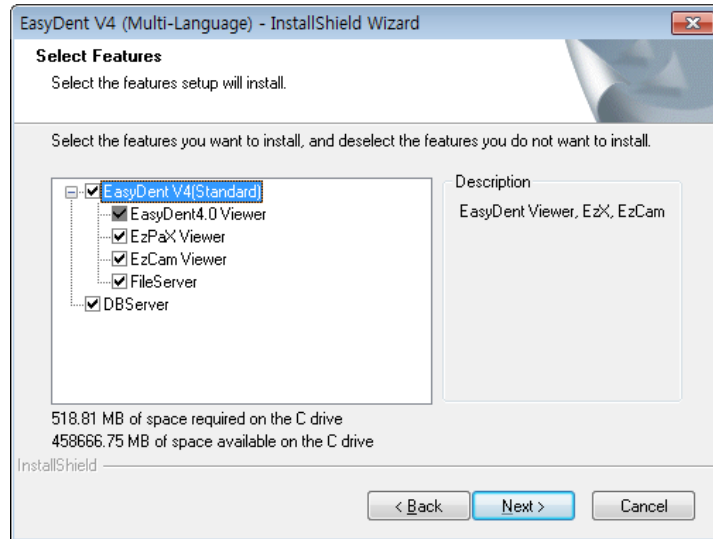 EasyDent V4 (Multi-Language) - InstallShield Wizard
Select Features
Select the features setup will install.
Select the features you want to install, and deselect the features you do not want to install.
EasyDent V4(Standard)
EasyDent4.0 Viewer
EzPaX Viewer
EzCam Viewer
FileServer
DBServer
Description
EasyDent Viewer, EzX, EzCam
518.81 MB of space required on the C drive
458666.75 MB of space available on the C drive
InstallShield
< Back
Next >
Cancel